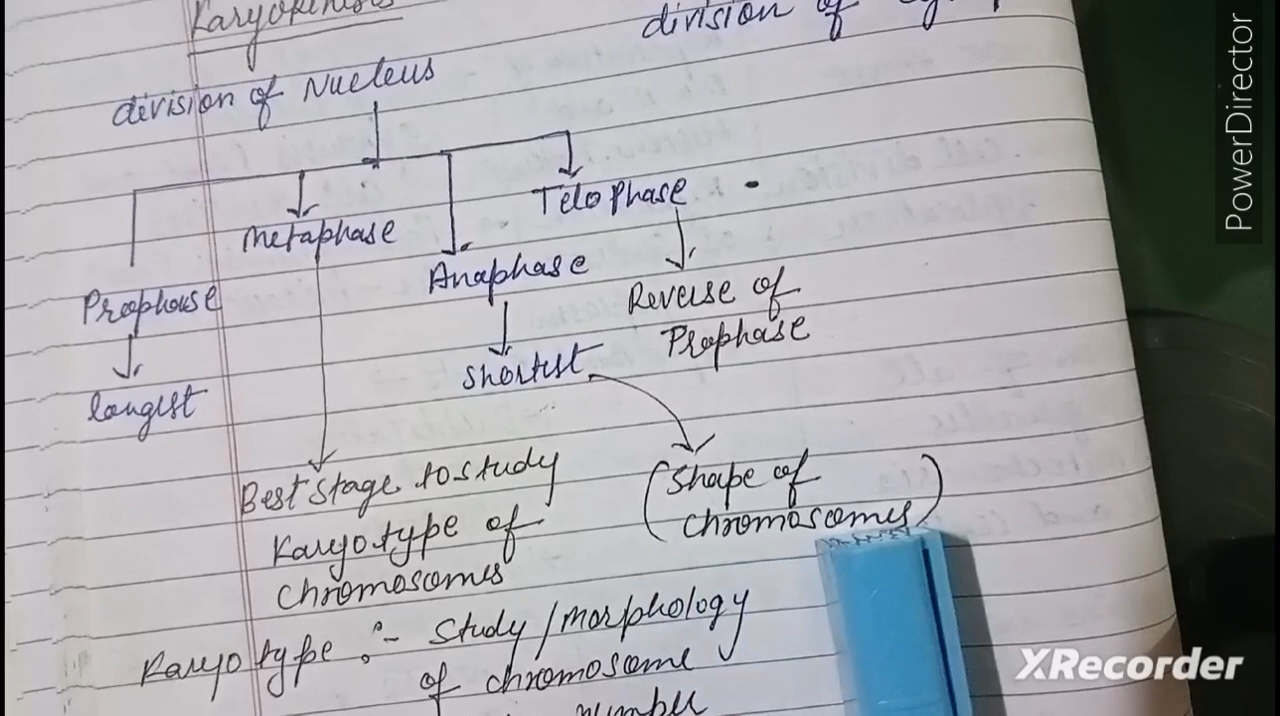 Karyokinesis
division of
division of Nucleus
Telophase
Metaphase
Anaphase
Prophase
Reverse of
Prophase
Shortest
longest
Best stage to study
Karyotype of
chromosomes
(Shape of
chromosomes)
Karyotype :- Study/morphology
of chromosome
number
PowerDirector
XRecorder